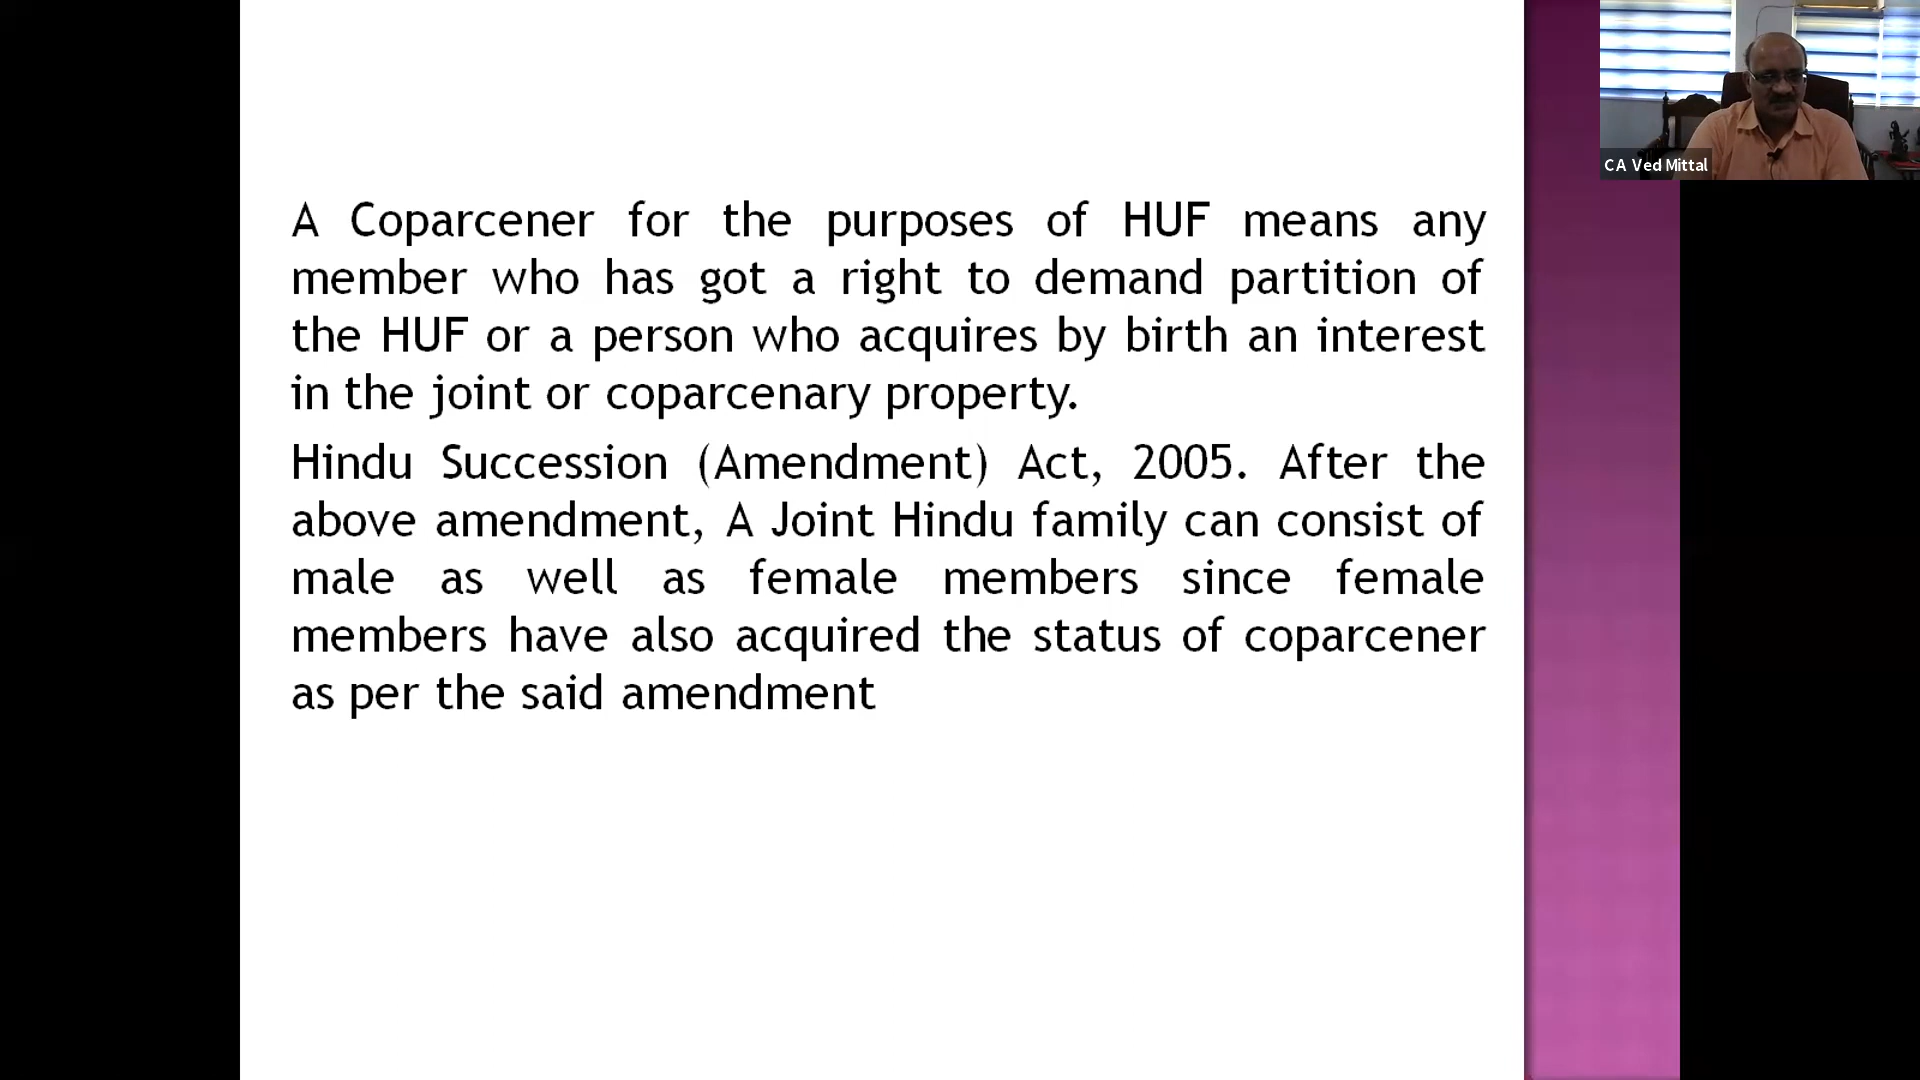 A Coparcener for the purposes of HUF means any
member who has got a right to demand partition of
the HUF or a person who acquires by birth an interest
in the joint or coparcenary property.
Hindu Succession (Amendment) Act, 2005. After the
above amendment, A Joint Hindu family can consist of
male as well as female members since female
members have also acquired the status of coparcener
as per the said amendment
CA Ved Mittal